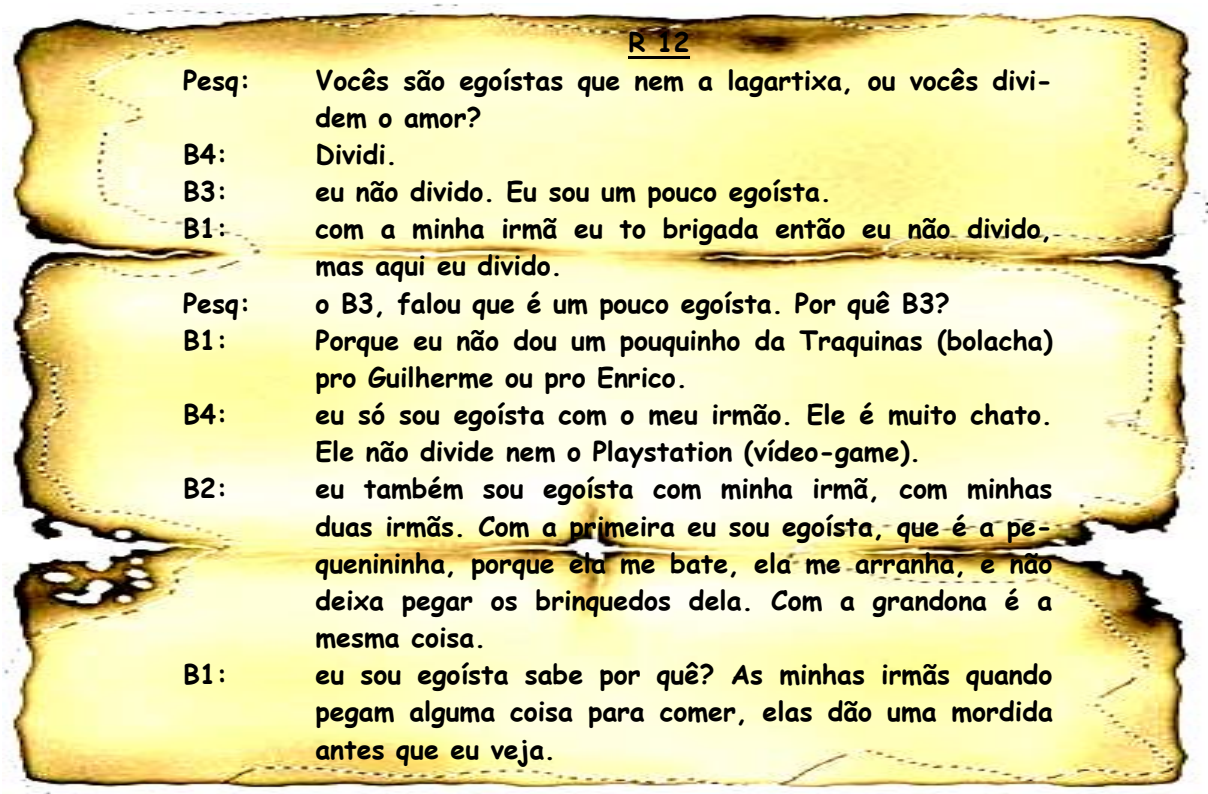 R 12
Pesq: Vocês são egoístas que nem a lagartixa, ou vocês divi-
dem o amor?
B4: Dividi.
B3: eu não divido. Eu sou um pouco egoísta.
B1: com a minha irmã eu to brigada então eu não divido,
mas aqui eu divido.
Pesq: o B3, falou que é um pouco egoísta. Por quê B3?
B1: Porque eu não dou um pouquinho da Traquinas (bolacha)
pro Guilherme ou pro Enrico.
B4: eu só sou egoísta com o meu irmão. Ele é muito chato.
Ele não divide nem o Playstation (vídeo-game).
B2: eu também sou egoísta com minha irmã, com minhas
duas irmãs. Com a primeira eu sou egoísta, que é a pe-
quenininha, porque ela me bate, ela me arranha, e não
deixa pegar os brinquedos dela. Com a grandona é a
mesma coisa.
B1: eu sou egoísta sabe por quê? As minhas irmãs quando
pegam alguma coisa para comer, elas dão uma mordida
antes que eu veja.